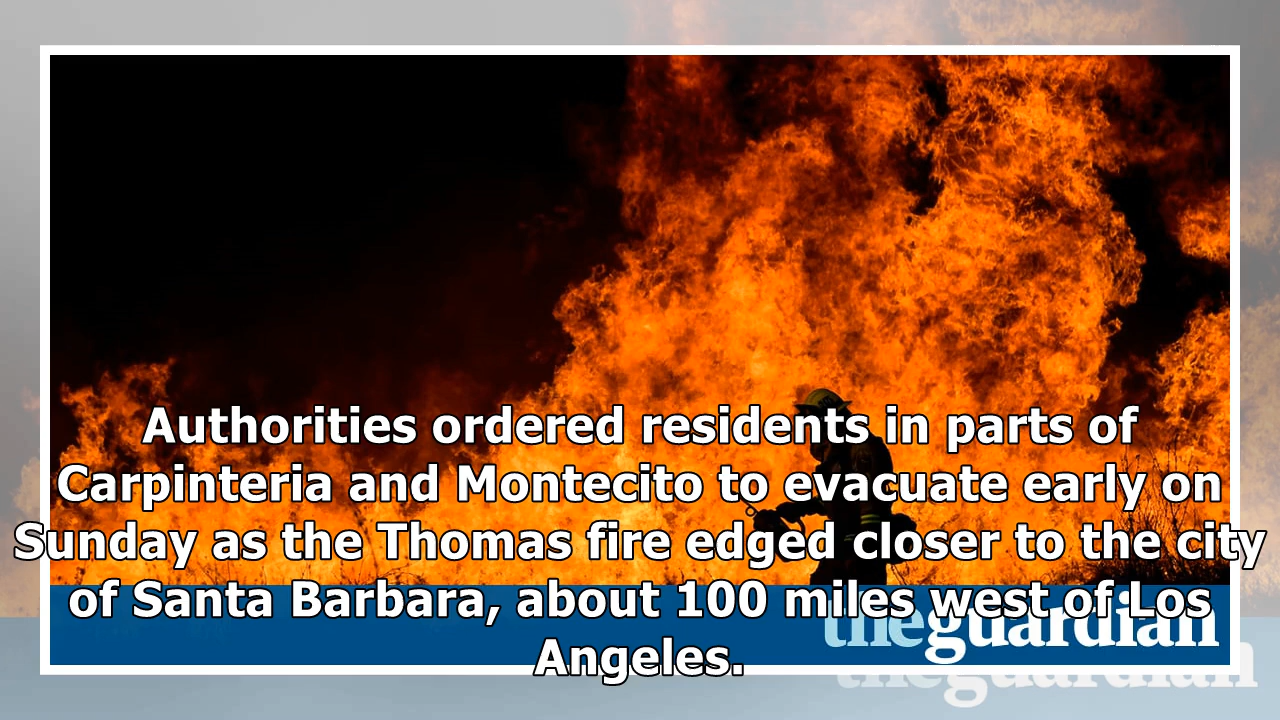 Authorities ordered residents in parts of
Carpinteria and Montecito to evacuate early on
Sunday as the Thomas fire edged closer to the city
of Santa Barbara, about 100 miles west of Los
Angeles.
theguardian
theguardian